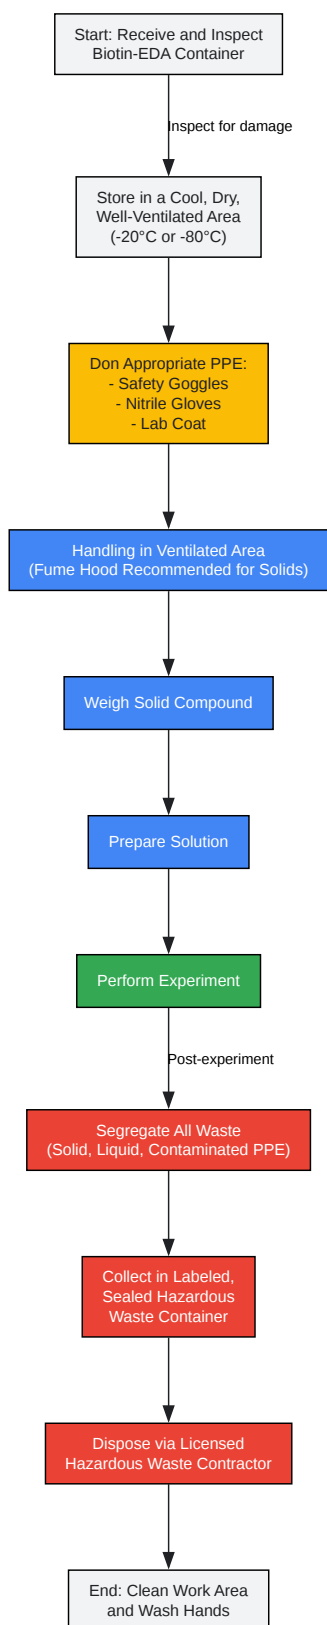 Start: Receive and Inspect
Biotin-EDA Container
Inspect for damage
Store in a Cool, Dry,
Well-Ventilated Area
(-20°C or -80°C)
Don Appropriate PPE:
- Safety Goggles
- Nitrile Gloves
- Lab Coat
Handling in Ventilated Area
(Fume Hood Recommended for Solids)
Weigh Solid Compound
Prepare Solution
Perform Experiment
Post-experiment
Segregate All Waste
(Solid, Liquid, Contaminated PPE)
Collect in Labeled,
Sealed Hazardous
Waste Container
Dispose via Licensed
Hazardous Waste Contractor
End: Clean Work Area
and Wash Hands